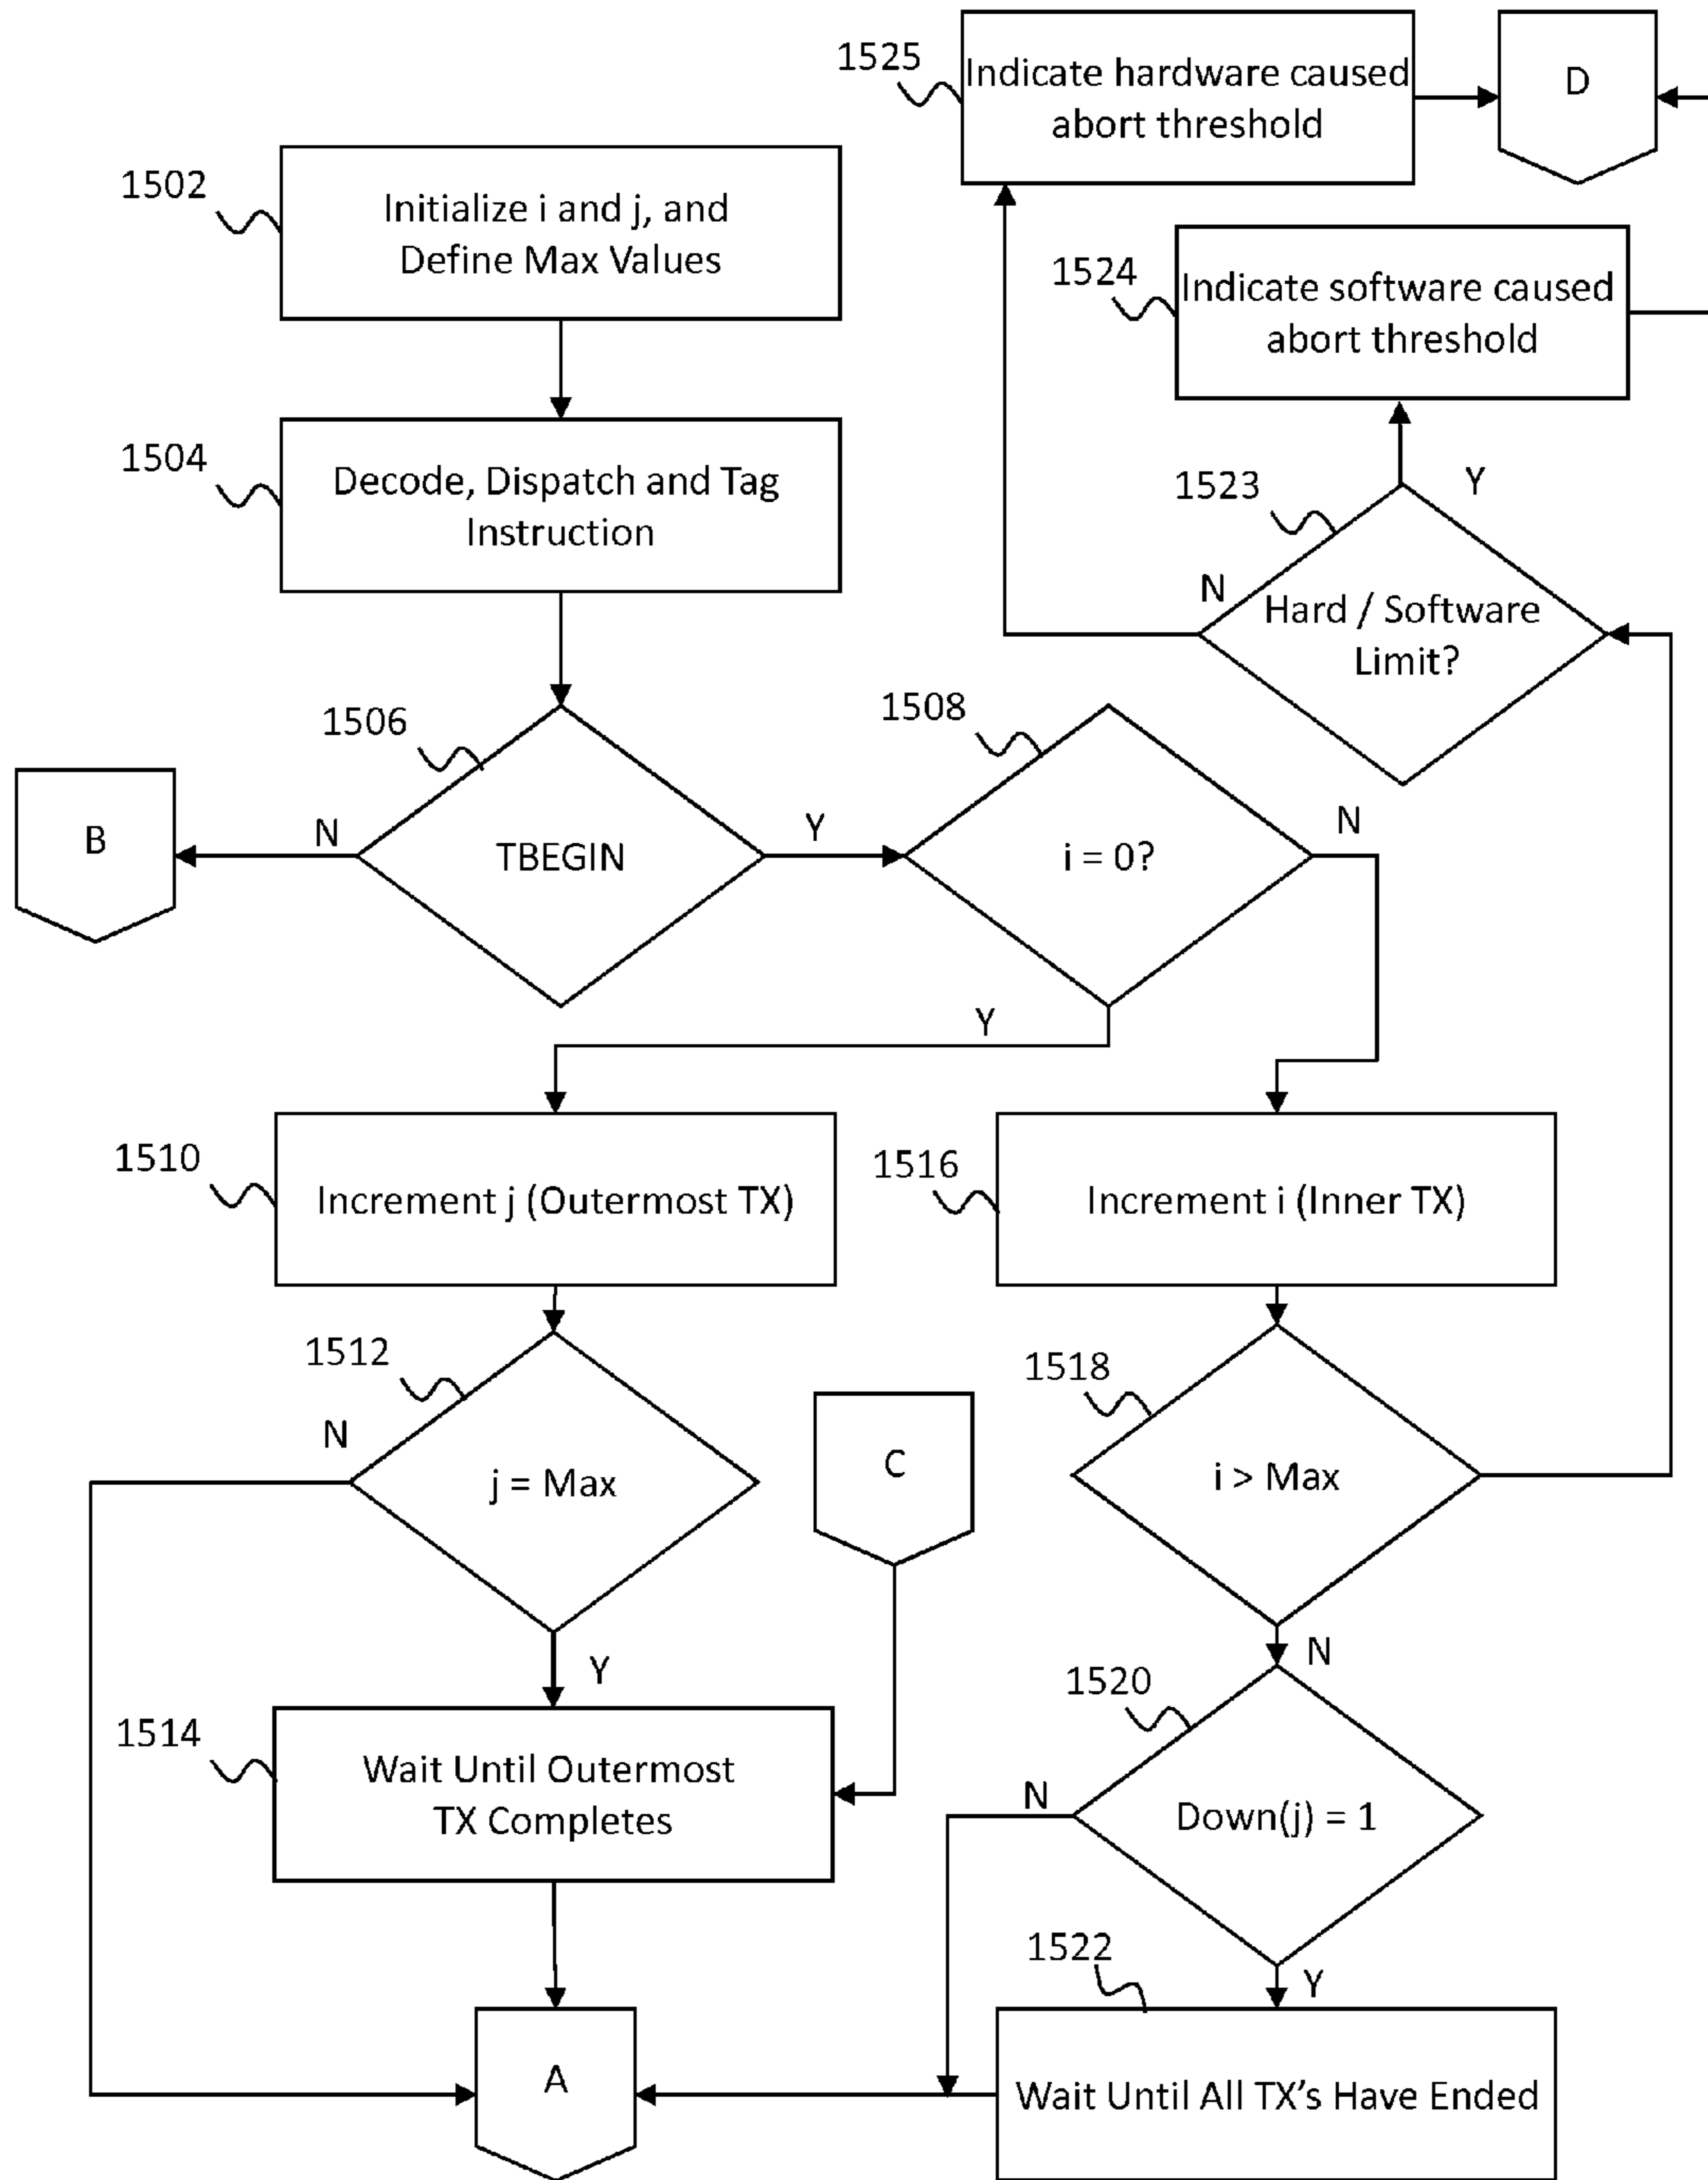 1525
Indicate hardware caused
abort threshold
D
1502
Initialize i and j, and
Define Max Values
1524
Indicate software caused
abort threshold
1504
Decode, Dispatch and Tag
Instruction
1523
Y
N
Hard / Software
Limit?
1506
1508
B
N
TBEGIN
Y
i = 0?
N
Y
1510
Increment j (Outermost TX)
1516
Increment i (Inner TX)
1512
N
j = Max
Y
C
1518
i > Max
N
1514
Wait Until Outermost
TX Completes
1520
N
Down(j) = 1
Y
1522
A
Wait Until All TX's Have Ended